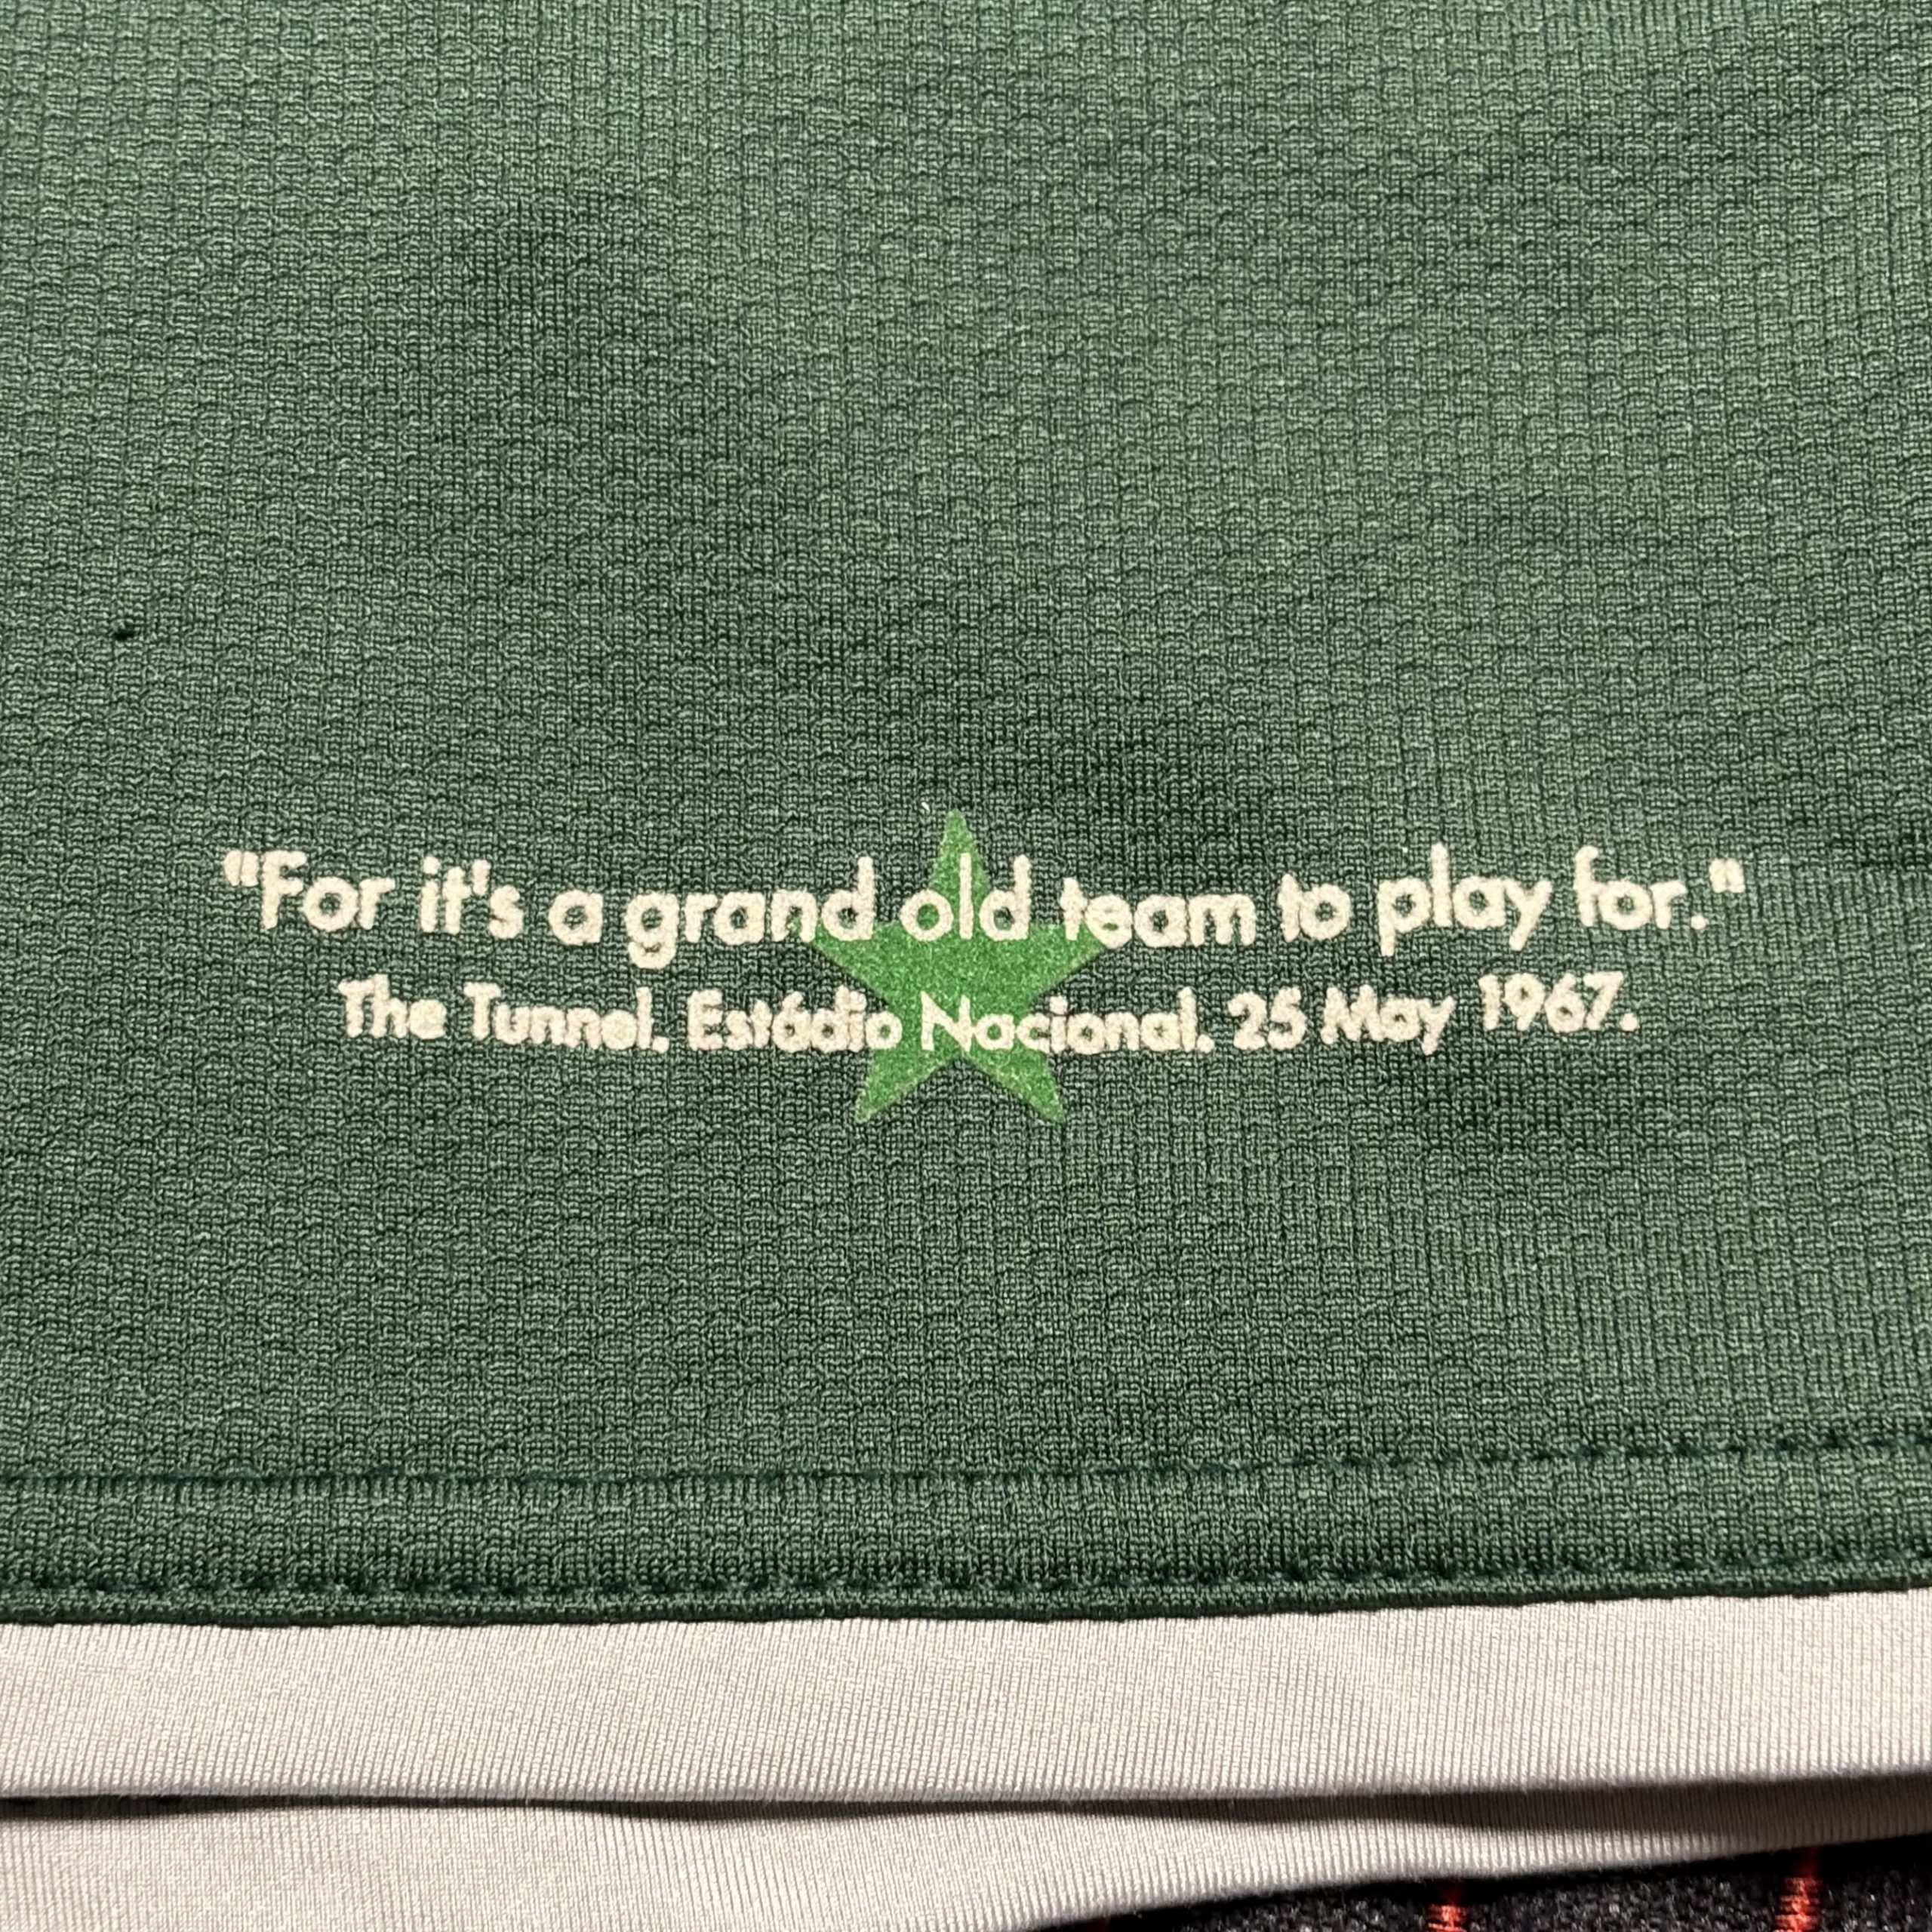 "For it's a grand old team to play for."
The Tunnel. Estádio Nacional. 25 May 1967.